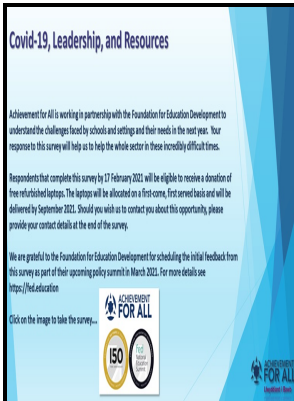 Covid-19, Leadership, and Resources
Achievement for All is working in partnership with the Foundation for Education Development to
understand the challenges faced by schools and settings and their needs in the next year. Your
response to this survey will help us to help the whole sector in these incredibly difficult times.
Respondents that complete this survey by 17 February 2021 will be eligible to receive a donation of
free refurbished laptops. The laptops will be allocated on a first-come, first served basis and will be
delivered by September 2021. Should you wish us to contact you about this opportunity, please
provide your contact details at the end of the survey.
We are grateful to the Foundation for Education Development for scheduling the initial feedback from
this survey as part of their upcoming policy summit in March 2021. For more details see
https://fed.education
Click on the image to take the survey....
ACHIEVEMENT
FOR ALL
150
fed
National
Education
Summit
ACHIEVEMENT
FOR ALL